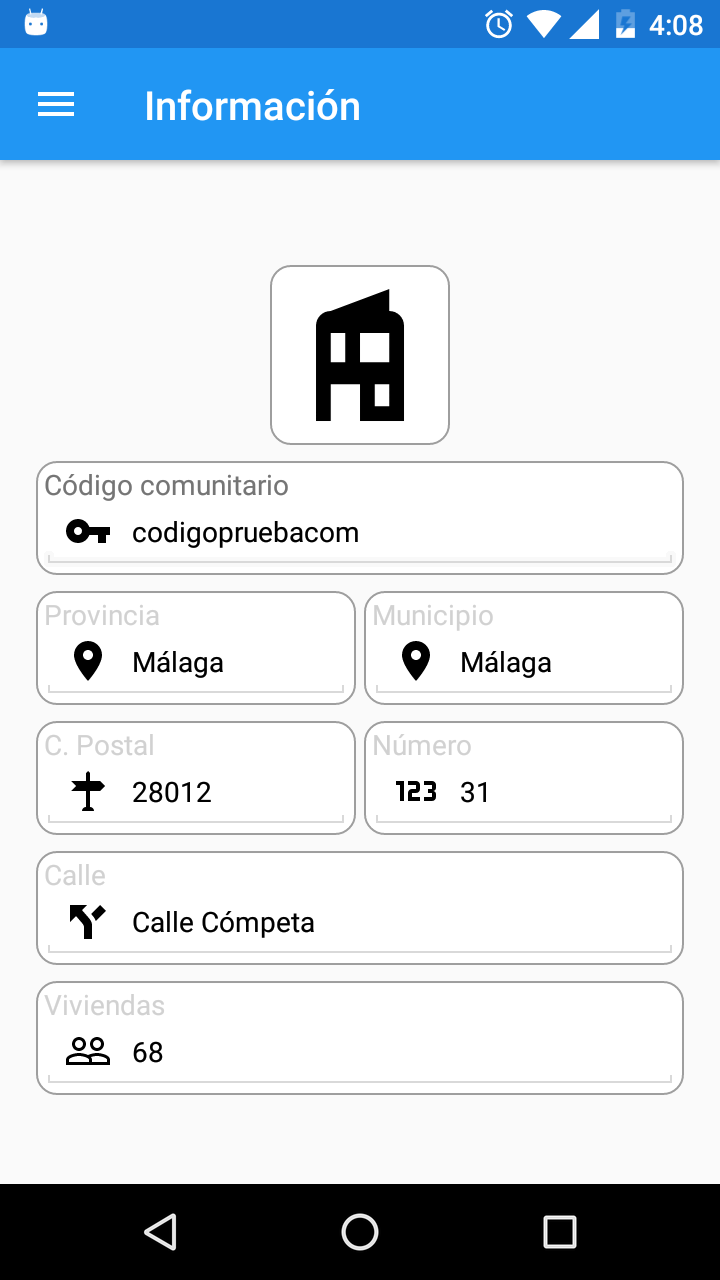 4:08
Información
Código comunitario
codigopruebacom
Provincia
Municipio
Málaga
Málaga
C. Postal
Número
28012
123
31
Calle
Calle Cómpeta
Viviendas
68